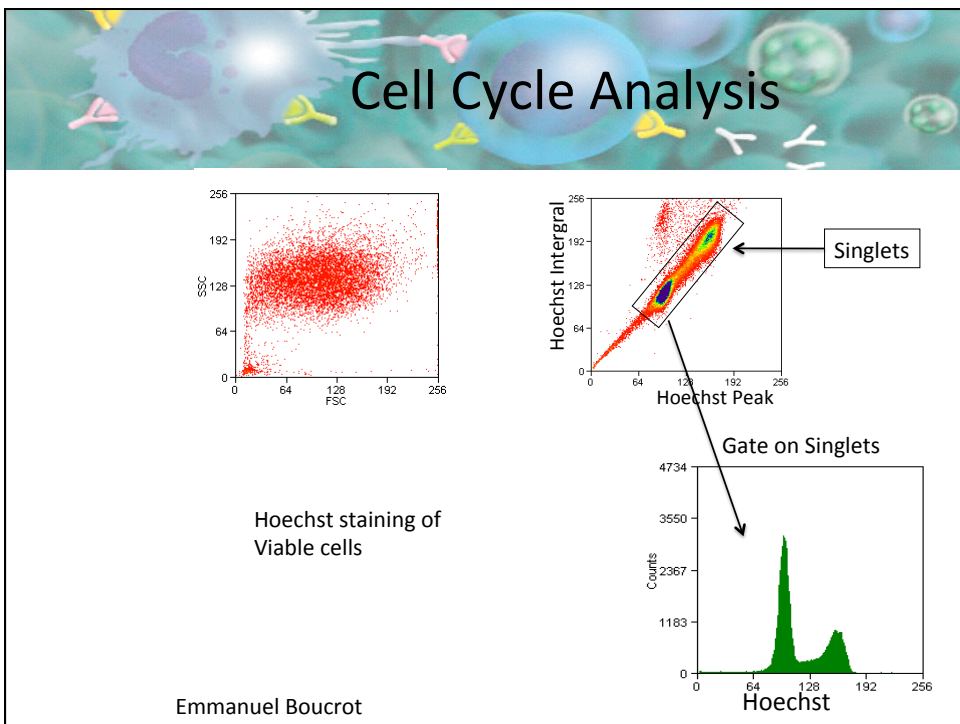 Cell Cycle Analysis
256
192
128
64
0
SSC
0 64 128 192 256
FSC
256
192
128
64
0
Hoechst Intergral
0 64 128 192 256
Hoechst Peak
Singlets
Gate on Singlets
4734
3550
2367
1183
0
Counts
0 64 128 192 256
Hoechst
Hoechst staining of
Viable cells
Emmanuel Boucrot